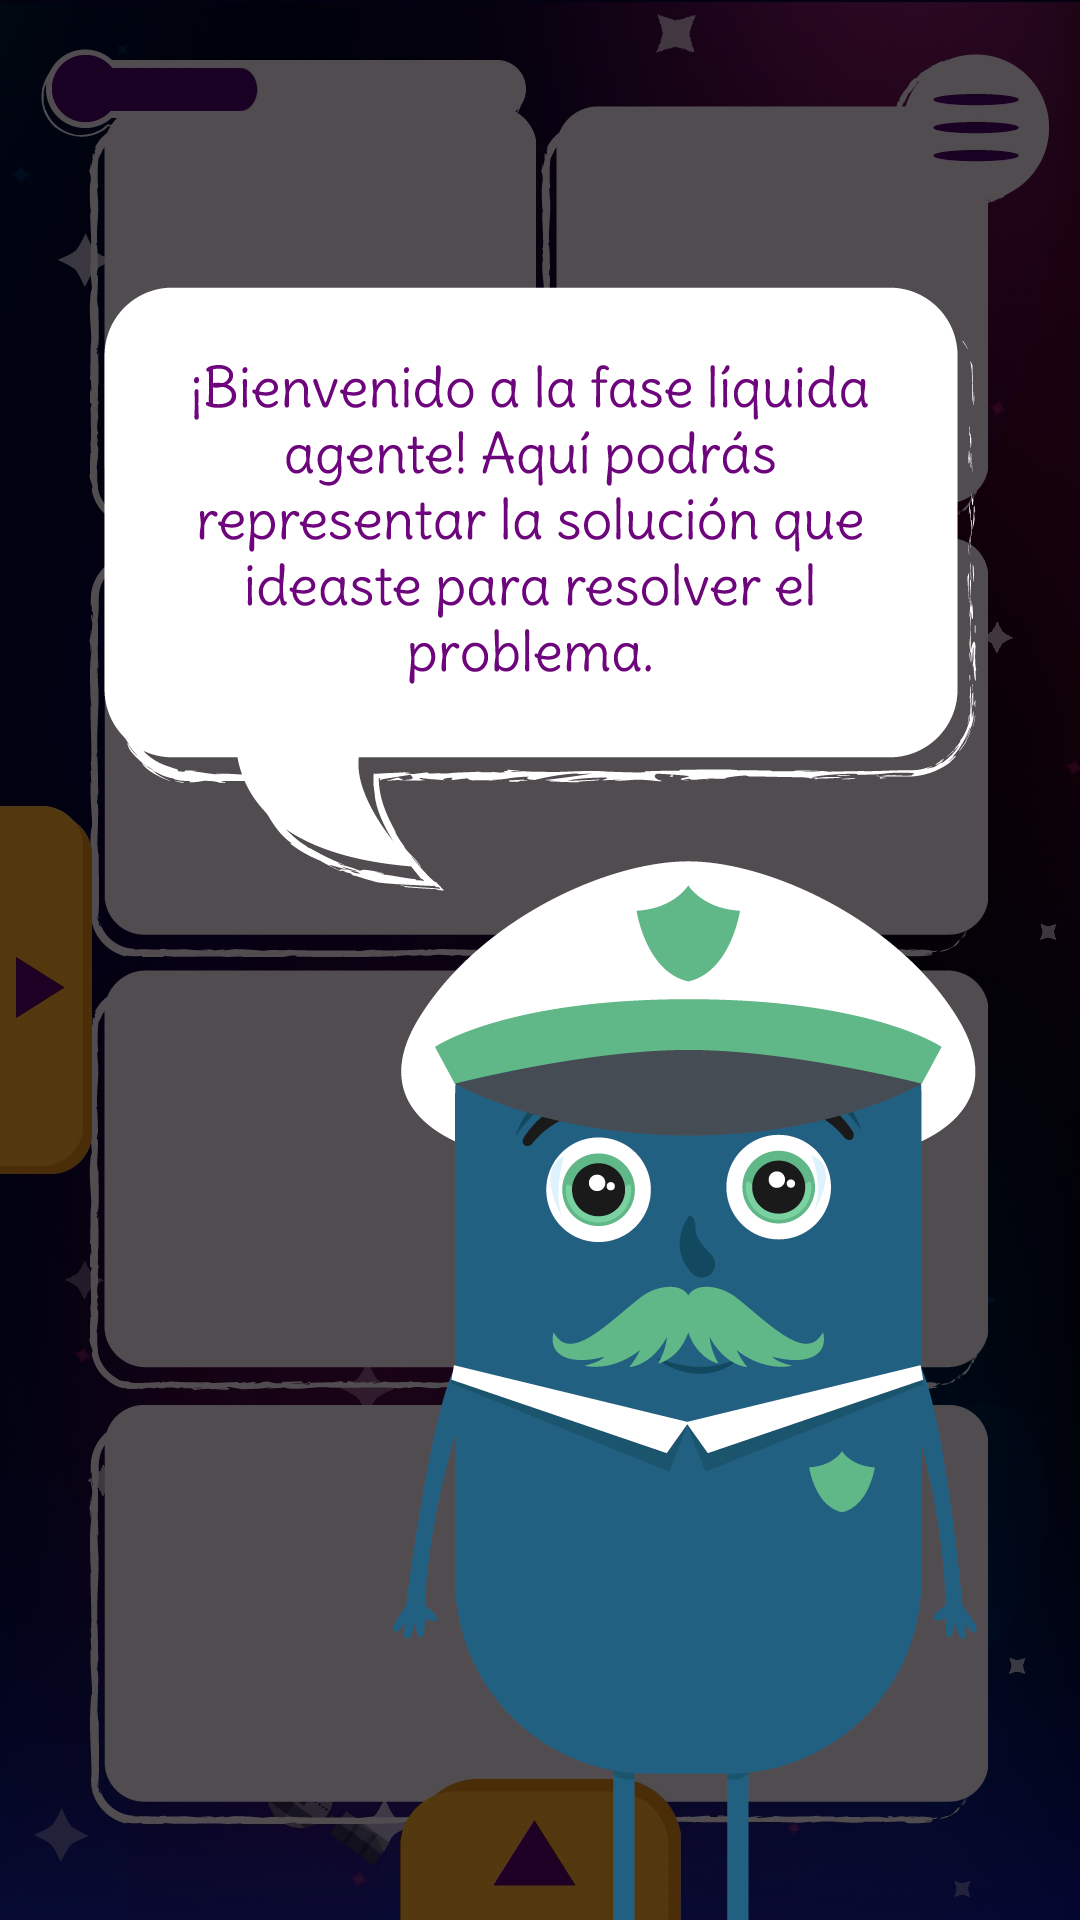 ¡Bienvenido a la fase líquida
agente! Aquí podrás
representar la solución que
ideaste para resolver el
problema.